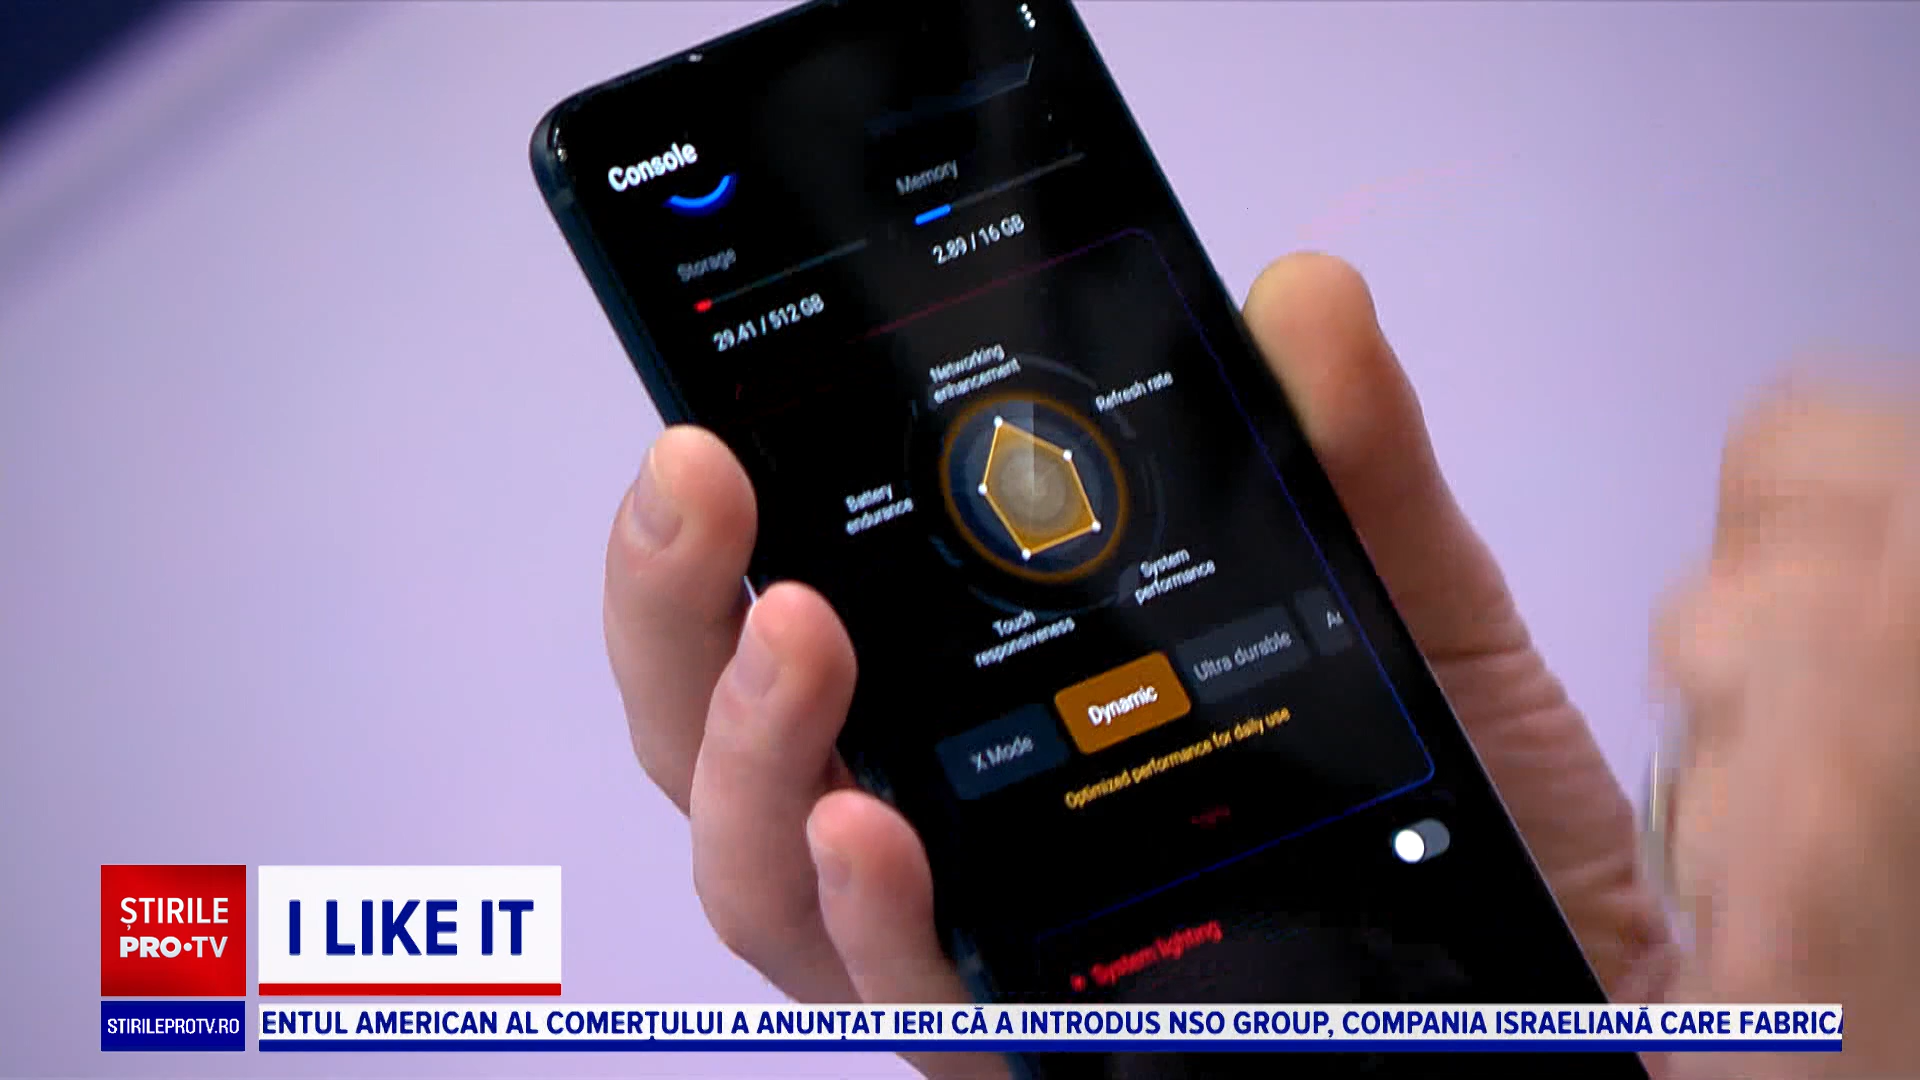 Console
Memory
2.89 / 16 GB
Storage
29.41 / 512 GB
Networking
enhancement
Refresh rate
Battery
endurance
System
performance
Touch
responsiveness
X Mode
Dynamic
Ultra durable
Optimized performance for daily use
System lighting
ȘTIRILE
PRO•TV
I LIKE IT
STIRILEPROTV.RO
ENTUL AMERICAN AL COMERȚULUI A ANUNȚAT IERI CĂ A INTRODUS NSO GROUP, COMPANIA ISRAELIANĂ CARE FABRICA